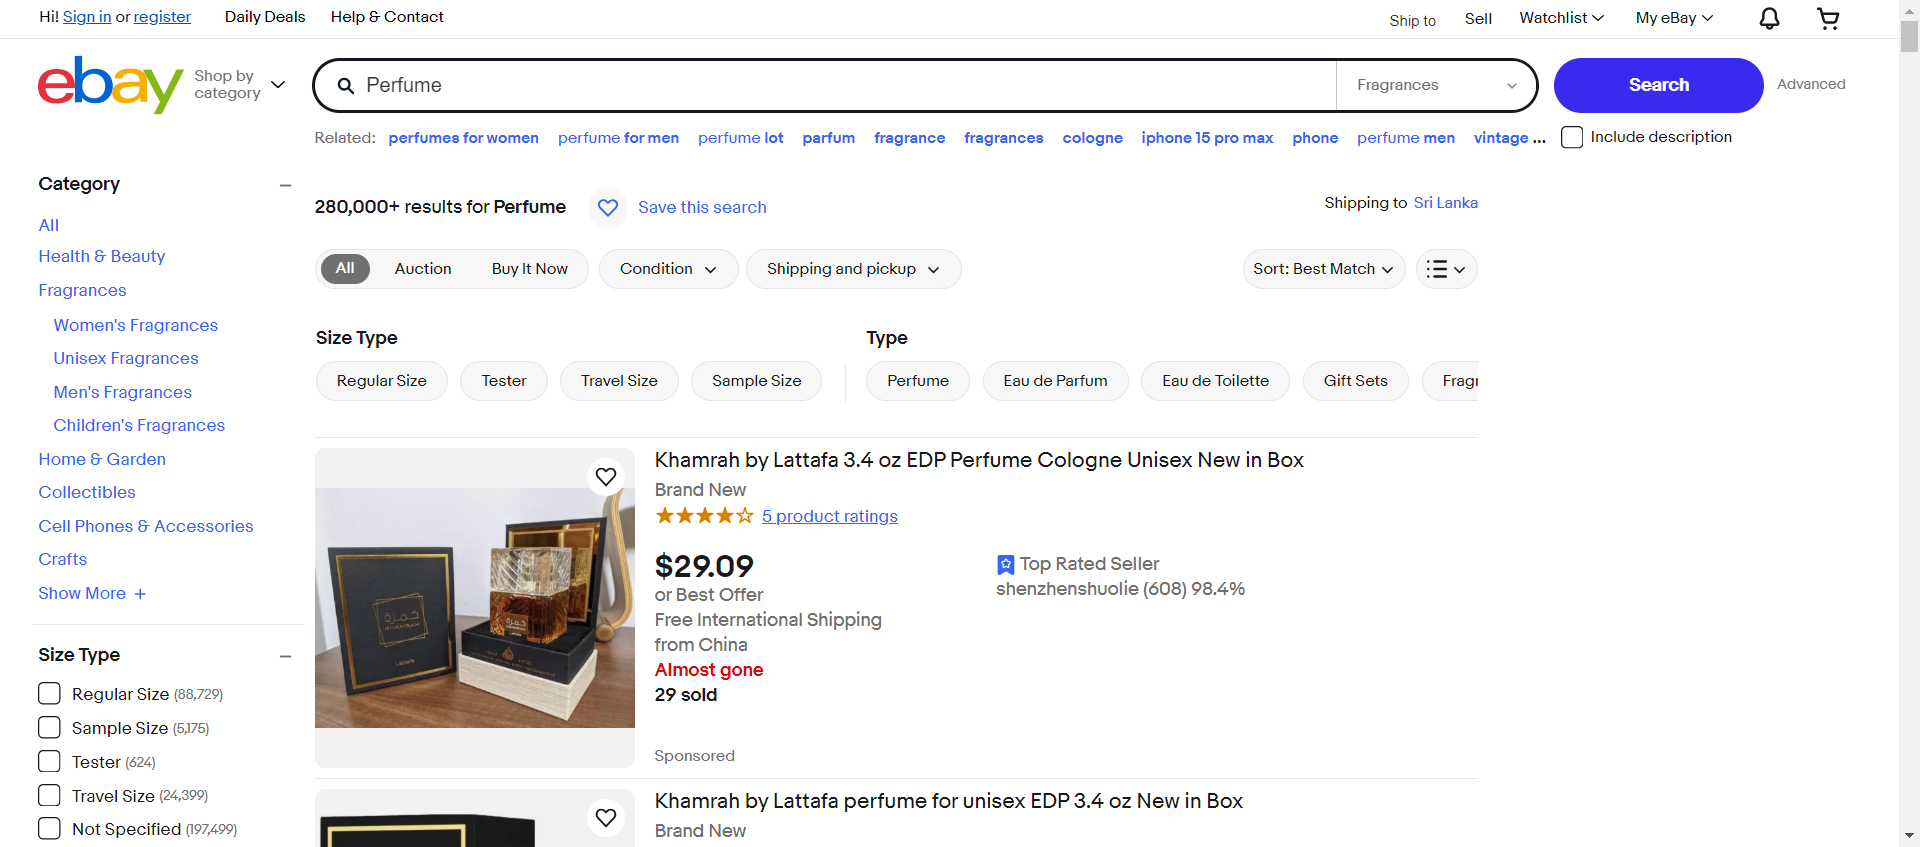 Hi! Sign in or register
Daily Deals
Help & Contact
Ship to
Sell
Watchlist
My eBay
ebay
Shop by
category
Perfume
Fragrances
Search
Advanced
Related: perfumes for women perfume for men perfume lot parfum fragrance fragrances cologne iphone 15 pro max phone perfume men vintage ...
Include description
Category
All
Health & Beauty
Fragrances
Women's Fragrances
Unisex Fragrances
Men's Fragrances
Children's Fragrances
Home & Garden
Collectibles
Cell Phones & Accessories
Crafts
Show More +
Size Type
Regular Size (88,729)
Sample Size (5,175)
Tester (624)
Travel Size (24,399)
Not Specified (197,499)
280,000+ results for Perfume
Save this search
Shipping to Sri Lanka
All
Auction
Buy It Now
Condition
Shipping and pickup
Sort: Best Match
Size Type
Regular Size
Tester
Travel Size
Sample Size
Type
Perfume
Eau de Parfum
Eau de Toilette
Gift Sets
Fragr
Khamrah by Lattafa 3.4 oz EDP Perfume Cologne Unisex New in Box
Brand New
5 product ratings
$29.09
or Best Offer
Free International Shipping
from China
Almost gone
29 sold
Top Rated Seller
shenzhenshuolie (608) 98.4%
Sponsored
خمرة
KHAMRAH
Lattafa
Khamrah by Lattafa perfume for unisex EDP 3.4 oz New in Box
Brand New